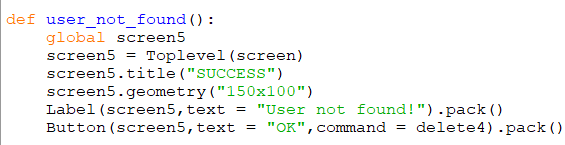 def user_not_found():
    global screen5
    screen5 = Toplevel(screen)
    screen5.title("SUCCESS")
    screen5.geometry("150x100")
    Label(screen5,text = "User not found!").pack()
    Button(screen5,text = "OK",command = delete4).pack()